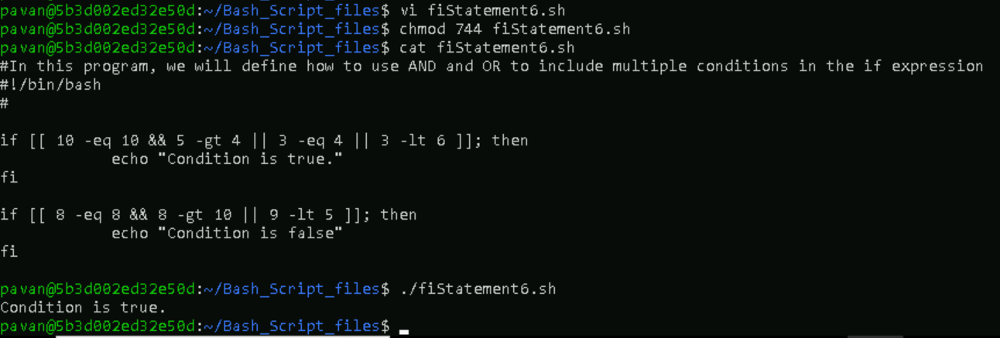 pavan@5b3d002ed32e50d:~/Bash_Script_files$ vi fiStatement6.sh
pavan@5b3d002ed32e50d:~/Bash_Script_files$ chmod 744 fiStatement6.sh
pavan@5b3d002ed32e50d:~/Bash_Script_files$ cat fiStatement6.sh
#In this program, we will define how to use AND and OR to include multiple conditions in the if expression
#!/bin/bash
#
if [[ 10 -eq 10 && 5 -gt 4 || 3 -eq 4 || 3 -lt 6 ]]; then
echo "Condition is true."
fi
if [[ 8 -eq 8 && 8 -gt 10 || 9 -lt 5 ]]; then
echo "Condition is false"
fi
pavan@5b3d002ed32e50d:~/Bash_Script_files$ ./fiStatement6.sh
Condition is true.
pavan@5b3d002ed32e50d:~/Bash_Script_files$